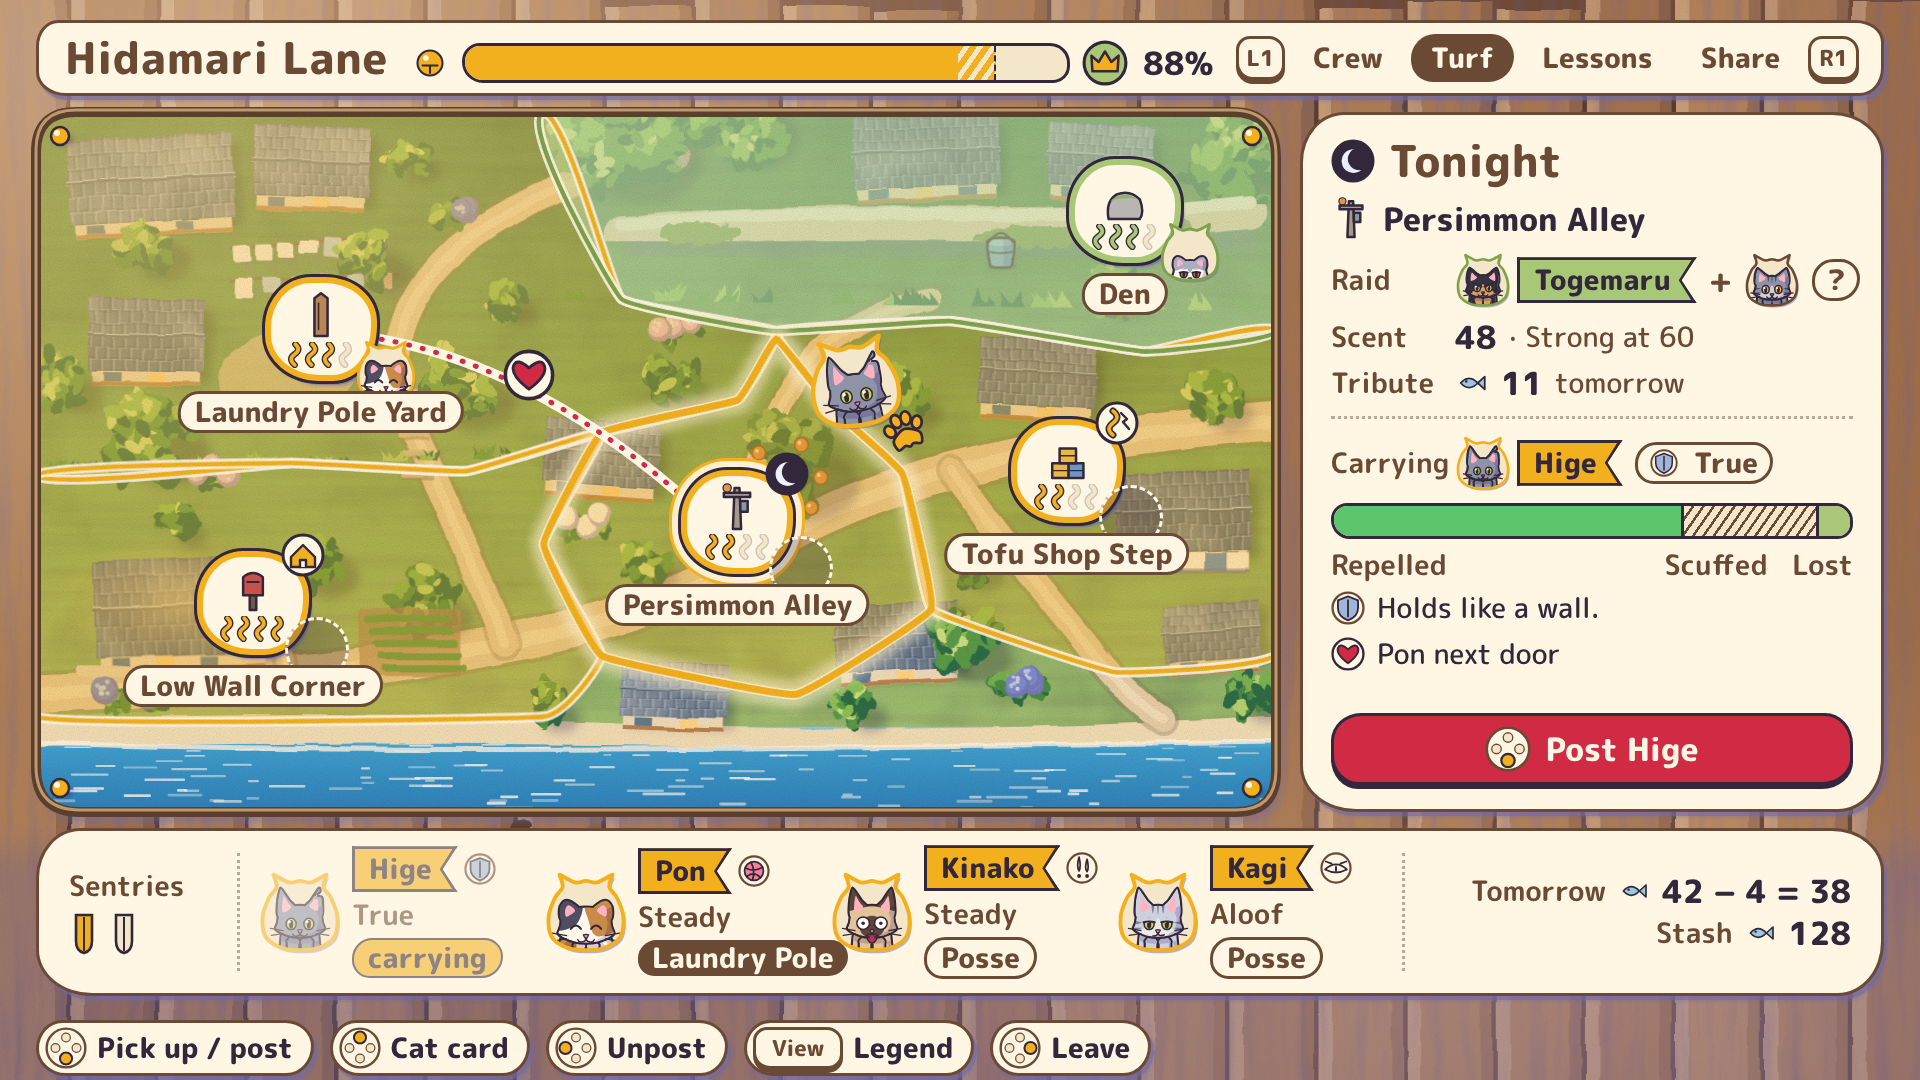 Hidamari Lane
88%
L1 Crew Turf Lessons Share R1
Den
Laundry Pole Yard
Tofu Shop Step
Persimmon Alley
Low Wall Corner
Tonight
Persimmon Alley
Raid Togemaru + ?
Scent 48 · Strong at 60
Tribute 11 tomorrow
Carrying Hige True
Repelled Scuffed Lost
Holds like a wall.
Pon next door
Post Hige
Sentries
Hige
True
carrying
Pon
Steady
Laundry Pole
Kinako
Steady
Posse
Kagi
Aloof
Posse
Tomorrow 42 – 4 = 38
Stash 128
Pick up / post
Cat card
Unpost
View Legend
Leave